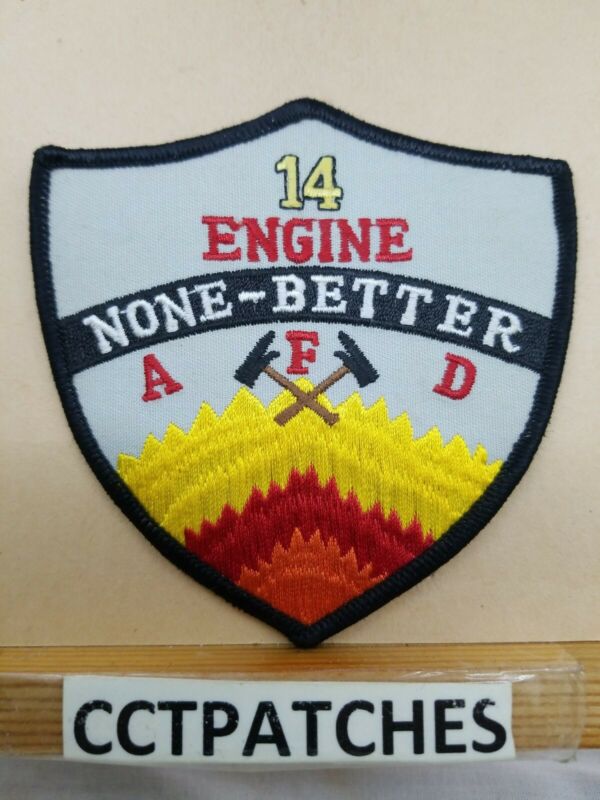 14
ENGINE
NONE-BETTER
A F D
CCTPATCHES